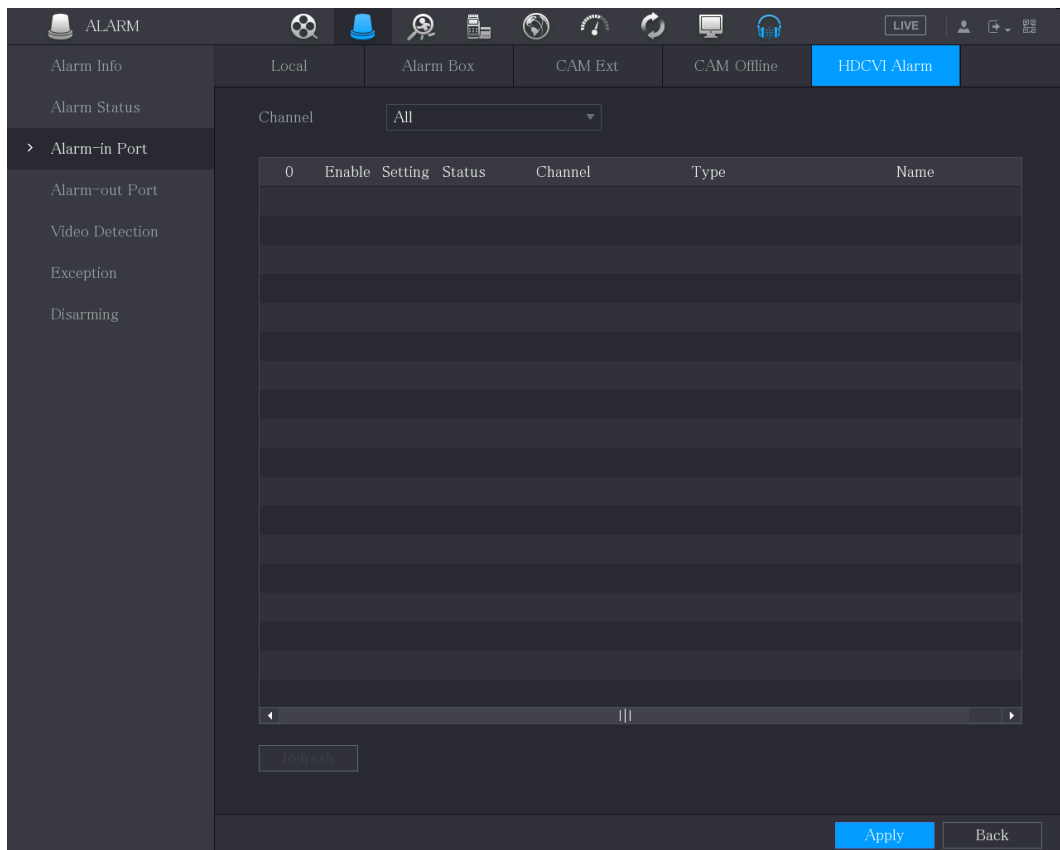 ALARM LIVE
Alarm Info
Alarm Status
Alarm-in Port
Alarm-out Port
Video Detection
Exception
Disarming
Local Alarm Box CAM Ext CAM Offline HDCVI Alarm
Channel All
0 Enable Setting Status Channel Type Name
Refresh
Apply Back